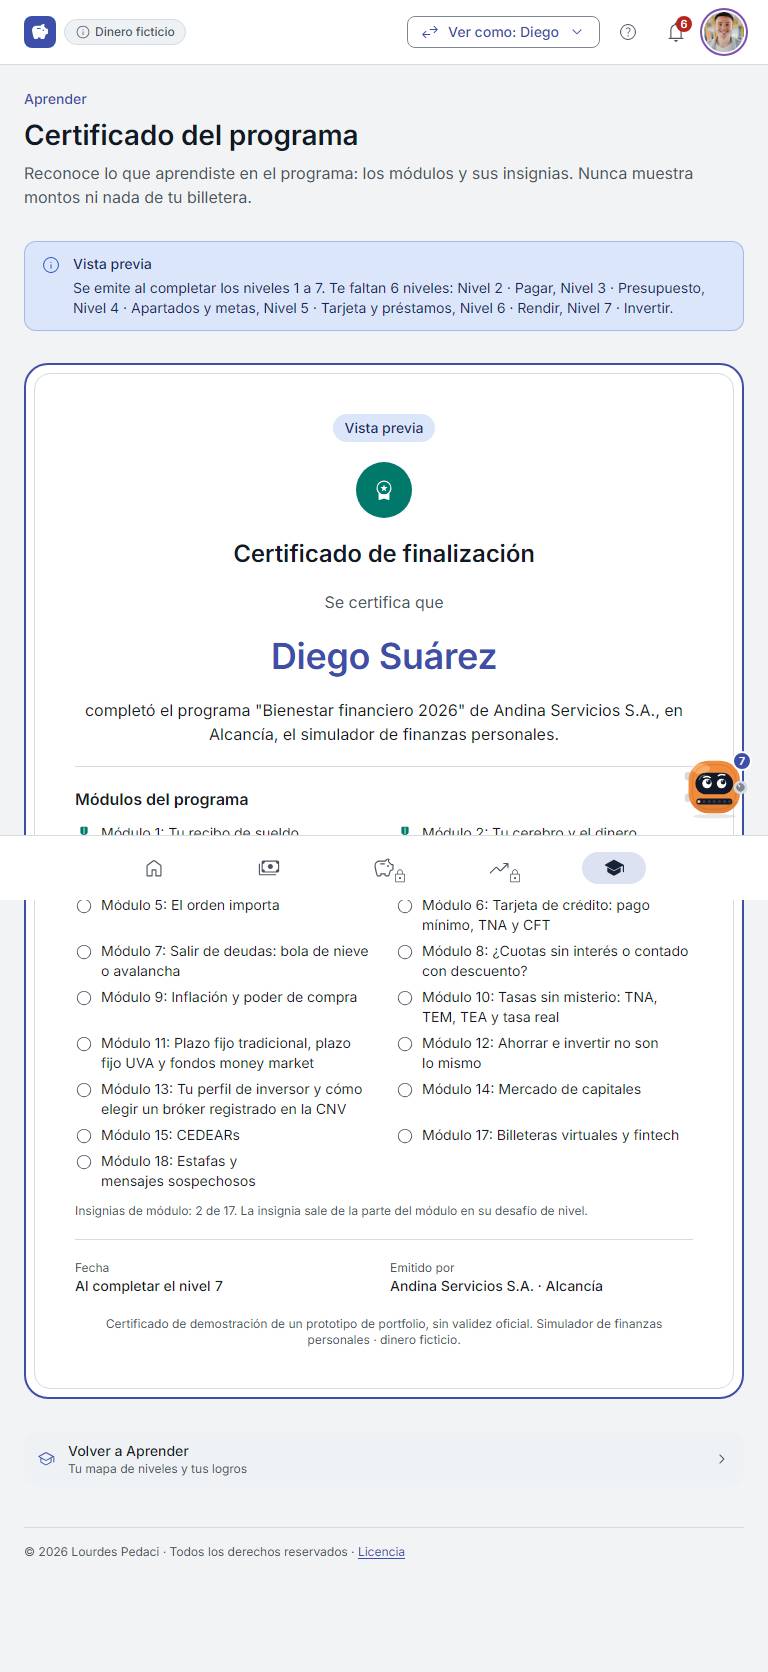 Dinero ficticio
Ver como: Diego
6
Aprender
Certificado del programa
Reconoce lo que aprendiste en el programa: los módulos y sus insignias. Nunca muestra
montos ni nada de tu billetera.
Vista previa
Se emite al completar los niveles 1 a 7. Te faltan 6 niveles: Nivel 2 · Pagar, Nivel 3 · Presupuesto,
Nivel 4 · Apartados y metas, Nivel 5 · Tarjeta y préstamos, Nivel 6 · Rendir, Nivel 7 · Invertir.
Vista previa
Certificado de finalización
Se certifica que
Diego Suárez
completó el programa "Bienestar financiero 2026" de Andina Servicios S.A., en
Alcancía, el simulador de finanzas personales.
7
Módulos del programa
Módulo 1: Tu recibo de sueldo
Módulo 2: Tu cerebro y el dinero
Módulo 5: El orden importa
Módulo 6: Tarjeta de crédito: pago
mínimo, TNA y CFT
Módulo 7: Salir de deudas: bola de nieve
o avalancha
Módulo 8: ¿Cuotas sin interés o contado
con descuento?
Módulo 9: Inflación y poder de compra
Módulo 10: Tasas sin misterio: TNA,
TEM, TEA y tasa real
Módulo 11: Plazo fijo tradicional, plazo
fijo UVA y fondos money market
Módulo 12: Ahorrar e invertir no son
lo mismo
Módulo 13: Tu perfil de inversor y cómo
elegir un bróker registrado en la CNV
Módulo 14: Mercado de capitales
Módulo 15: CEDEARs
Módulo 17: Billeteras virtuales y fintech
Módulo 18: Estafas y
mensajes sospechosos
Insignias de módulo: 2 de 17. La insignia sale de la parte del módulo en su desafío de nivel.
Fecha
Al completar el nivel 7
Emitido por
Andina Servicios S.A. · Alcancía
Certificado de demostración de un prototipo de portfolio, sin validez oficial. Simulador de finanzas
personales · dinero ficticio.
Volver a Aprender
Tu mapa de niveles y tus logros
© 2026 Lourdes Pedaci · Todos los derechos reservados · Licencia